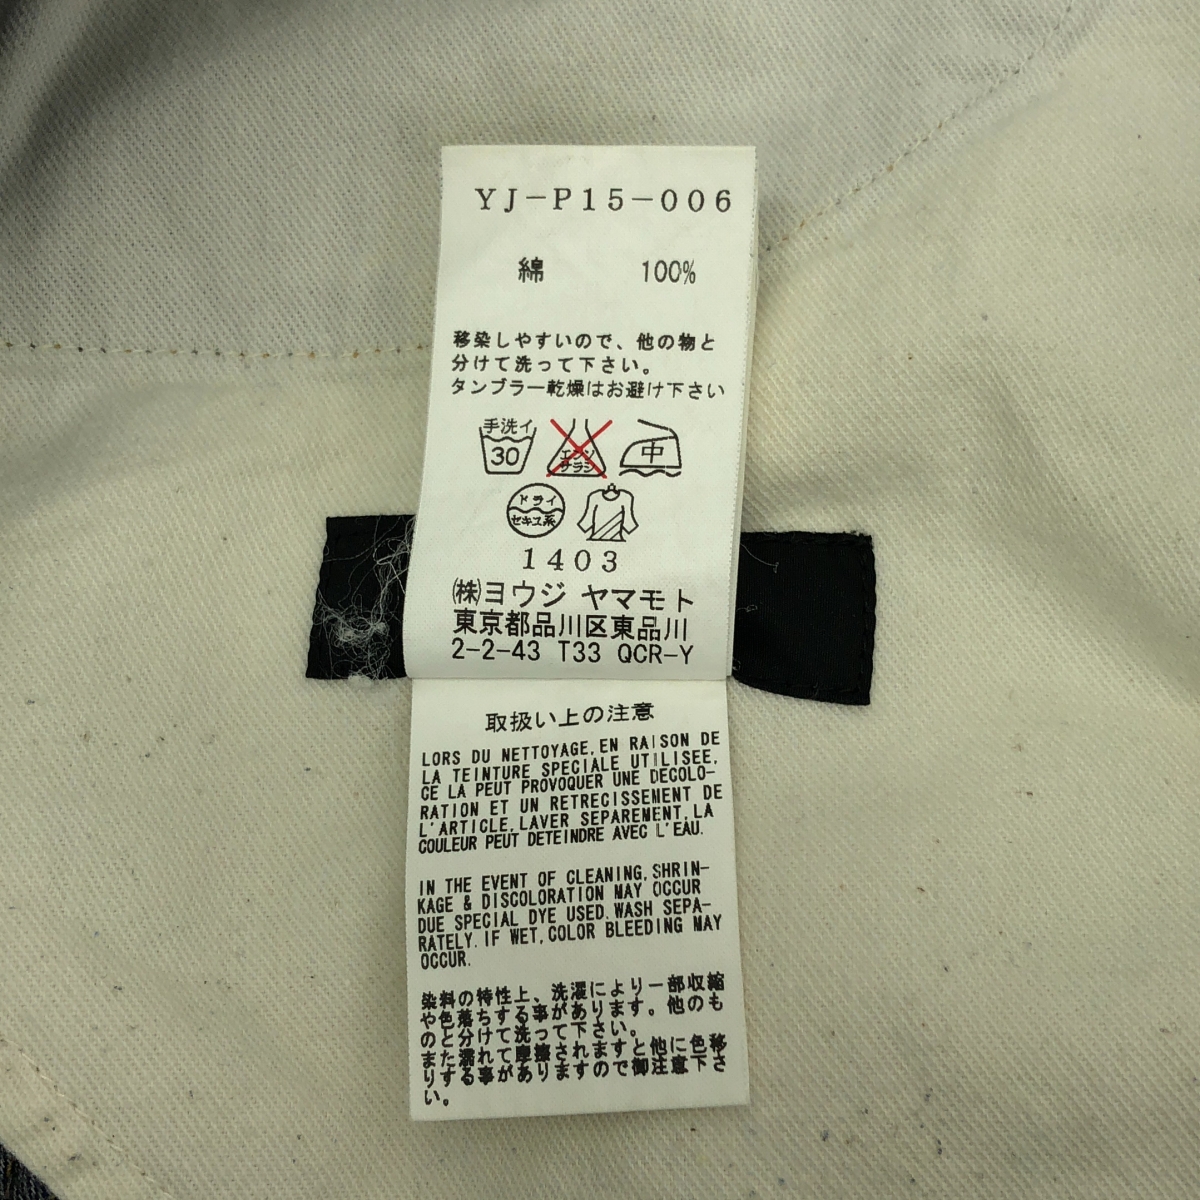 YJ-P15-006
綿 100%
移染しやすいので、他の物と
分けて洗って下さい。
タンブラー乾燥はお避け下さい
手洗イ
30
エンソ
サラシ
中
ドライ
セキユ系
1403
㈱ヨウジ ヤマモト
東京都品川区東品川
2-2-43 T33 QCR-Y
取扱い上の注意
LORS DU NETTOYAGE, EN RAISON DE
LA TEINTURE SPECIALE UTILISEE,
CE LA PEUT PROVOQUER UNE DECOLO-
RATION ET UN RETRECISSEMENT DE
L'ARTICLE, LAVER SEPAREMENT, LA
COULEUR PEUT DETEINDRE AVEC L'EAU.
IN THE EVENT OF CLEANING, SHRIN-
KAGE & DISCOLORATION MAY OCCUR
DUE SPECIAL DYE USED. WASH SEPA-
RATELY. IF WET, COLOR BLEEDING MAY
OCCUR.
染料の特性上、洗濯により一部収縮
や色落ちする事があります。他のも
のと分けて洗って下さい。
また濡れて摩擦されますと他に色移
りする事がありますので御注意下さ
い。